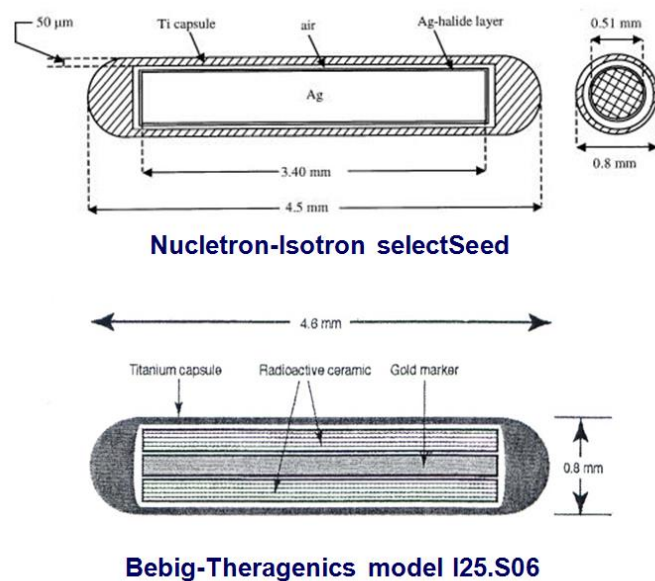 50 µm
Ti capsule
air
Ag-halide layer
0.51 mm
Ag
3.40 mm
0.8 mm
4.5 mm
Nucletron-Isotron selectSeed
4.6 mm
Titanium capsule
Radioactive ceramic
Gold marker
0.8 mm
Bebig-Theragenics model I25.S06